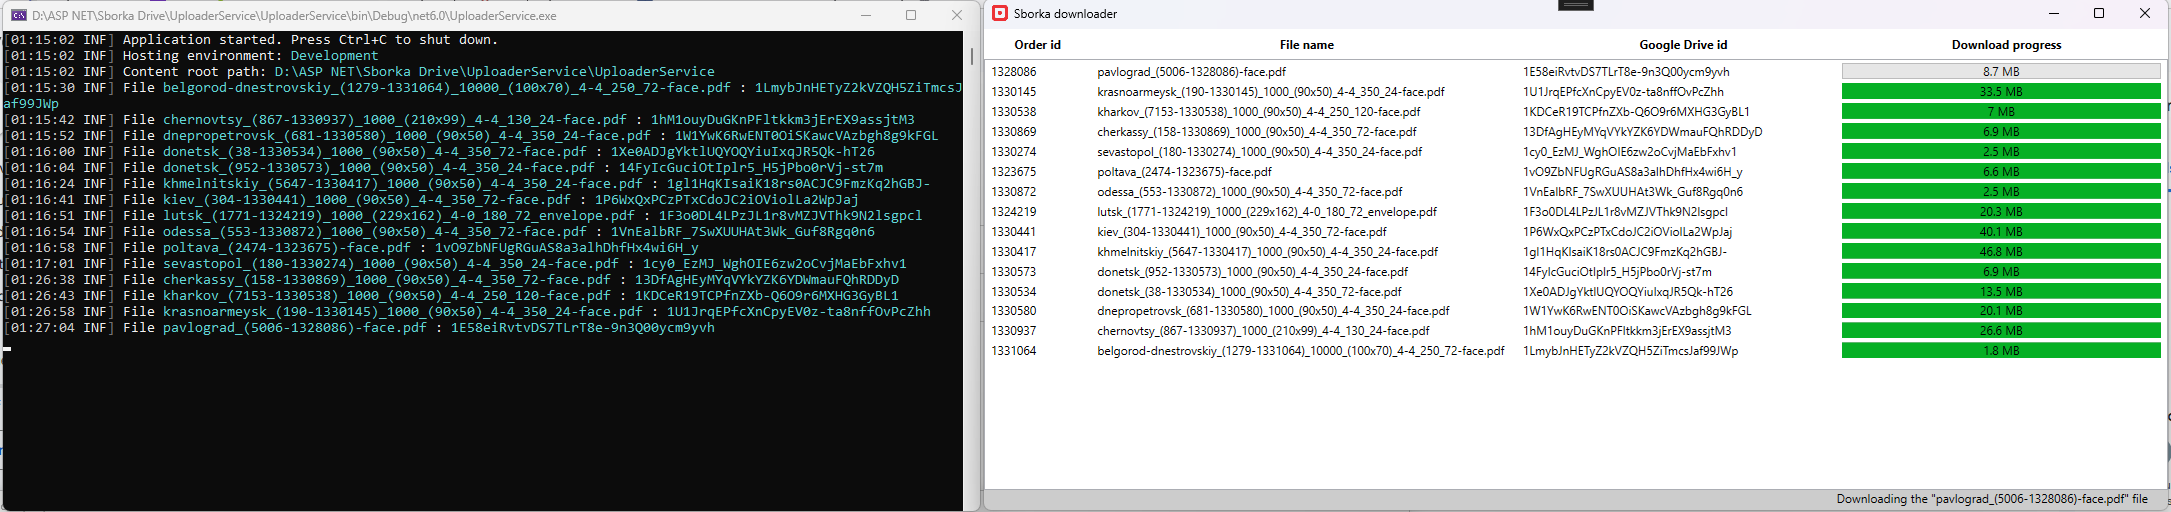 D:\ASP NET\Sborka Drive\UploaderService\UploaderService\bin\Debug\net6.0\UploaderService.exe
[01:15:02 INF] Application started. Press Ctrl+C to shut down.
[01:15:02 INF] Hosting environment: Development
[01:15:02 INF] Content root path: D:\ASP NET\Sborka Drive\UploaderService\UploaderService
[01:15:30 INF] File belgorod-dnestrovskiy_(1279-1331064)_10000_(100x70)_4-4_250_72-face.pdf : 1LmybJnHETyZ2kVZQH5ZiTmcsJ
af99JWp
[01:15:42 INF] File chernovtsy_(867-1330937)_1000_(210x99)_4-4_130_24-face.pdf : 1hM1ouyDuGKnPFltkkm3jErEX9assjtM3
[01:15:52 INF] File dnepropetrovsk_(681-1330580)_1000_(90x50)_4-4_350_24-face.pdf : 1W1YwK6RwENT0OiSKawcVAzbgh8g9kFGL
[01:16:00 INF] File donetsk_(38-1330534)_1000_(90x50)_4-4_350_72-face.pdf : 1Xe0ADJgYktlUQYOQYiuIxqJR5Qk-hT26
[01:16:04 INF] File donetsk_(952-1330573)_1000_(90x50)_4-4_350_24-face.pdf : 14FyIcGuciOtIplr5_H5jPbo0rVj-st7m
[01:16:24 INF] File khmelnitskiy_(5647-1330417)_1000_(90x50)_4-4_350_24-face.pdf : 1gl1HqKIsaiK18rs0ACJC9FmzKq2hGBJ-
[01:16:41 INF] File kiev_(304-1330441)_1000_(90x50)_4-4_350_24-face.pdf : 1P6WxQxPCzPTxCdoJC2iOViolLa2WpJaj
[01:16:51 INF] File lutsk_(1771-1324219)_1000_(229x162)_4-0_180_72_envelope.pdf : 1F3o0DL4LPzJL1r8vMZJVThk9N2lsgpcl
[01:16:54 INF] File odessa_(553-1330872)_1000_(90x50)_4-4_350_72-face.pdf : 1VnEalbRF_7SwXUUHAt3Wk_Guf8Rgq0n6
[01:16:58 INF] File poltava_(2474-1323675)-face.pdf : 1vO9ZbNFUgRGuAS8a3alhDhfHx4wi6H_y
[01:17:01 INF] File sevastopol_(180-1330274)_1000_(90x50)_4-4_350_24-face.pdf : 1cy0_EzMJ_WghOIE6zw2oCvjMaEbFxhv1
[01:26:38 INF] File cherkassy_(158-1330869)_1000_(90x50)_4-4_350_72-face.pdf : 13DfAgHEyMYqVYkYZK6YDWmauFQhRDDyD
[01:26:43 INF] File kharkov_(7153-1330538)_1000_(90x50)_4-4_250_120-face.pdf : 1KDCeR19TCPfnZXb-Q6O9r6MXHG3GyBL1
[01:26:58 INF] File krasnoarmeysk_(190-1330145)_1000_(90x50)_4-4_350_24-face.pdf : 1U1JrqEPfcXnCpyEV0z-ta8nffOvPcZhh
[01:27:04 INF] File pavlograd_(5006-1328086)-face.pdf : 1E58eiRvtvDS7TLrT8e-9n3Q00ycm9yvh
Sborka downloader
Order id File name Google Drive id Download progress
1328086 pavlograd_(5006-1328086)-face.pdf 1E58eiRvtvDS7TLrT8e-9n3Q00ycm9yvh 8.7 MB
1330145 krasnoarmeysk_(190-1330145)_1000_(90x50)_4-4_350_24-face.pdf 1U1JrqEPfcXnCpyEV0z-ta8nffOvPcZhh 33.5 MB
1330538 kharkov_(7153-1330538)_1000_(90x50)_4-4_250_120-face.pdf 1KDCeR19TCPfnZXb-Q6O9r6MXHG3GyBL1 7 MB
1330869 cherkassy_(158-1330869)_1000_(90x50)_4-4_350_72-face.pdf 13DfAgHEyMYqVYkYZK6YDWmauFQhRDDyD 6.9 MB
1330274 sevastopol_(180-1330274)_1000_(90x50)_4-4_350_24-face.pdf 1cy0_EzMJ_WghOIE6zw2oCvjMaEbFxhv1 2.5 MB
1323675 poltava_(2474-1323675)-face.pdf 1vO9ZbNFUgRGuAS8a3alhDhfHx4wi6H_y 6.6 MB
1330872 odessa_(553-1330872)_1000_(90x50)_4-4_350_72-face.pdf 1VnEalbRF_7SwXUUHAt3Wk_Guf8Rgq0n6 2.5 MB
1324219 lutsk_(1771-1324219)_1000_(229x162)_4-0_180_72_envelope.pdf 1F3o0DL4LPzJL1r8vMZJVThk9N2lsgpcl 20.3 MB
1330441 kiev_(304-1330441)_1000_(90x50)_4-4_350_24-face.pdf 1P6WxQxPCzPTxCdoJC2iOViolLa2WpJaj 40.1 MB
1330417 khmelnitskiy_(5647-1330417)_1000_(90x50)_4-4_350_24-face.pdf 1gl1HqKIsaiK18rs0ACJC9FmzKq2hGBJ- 46.8 MB
1330573 donetsk_(952-1330573)_1000_(90x50)_4-4_350_24-face.pdf 14FyIcGuciOtIplr5_H5jPbo0rVj-st7m 6.9 MB
1330534 donetsk_(38-1330534)_1000_(90x50)_4-4_350_72-face.pdf 1Xe0ADJgYktlUQYOQYiuIxqJR5Qk-hT26 13.5 MB
1330580 dnepropetrovsk_(681-1330580)_1000_(90x50)_4-4_350_24-face.pdf 1W1YwK6RwENT0OiSKawcVAzbgh8g9kFGL 20.1 MB
1330937 chernovtsy_(867-1330937)_1000_(210x99)_4-4_130_24-face.pdf 1hM1ouyDuGKnPFltkkm3jErEX9assjtM3 26.6 MB
1331064 belgorod-dnestrovskiy_(1279-1331064)_10000_(100x70)_4-4_250_72-face.pdf 1LmybJnHETyZ2kVZQH5ZiTmcsJaf99JWp 1.8 MB
Downloading the "pavlograd_(5006-1328086)-face.pdf" file